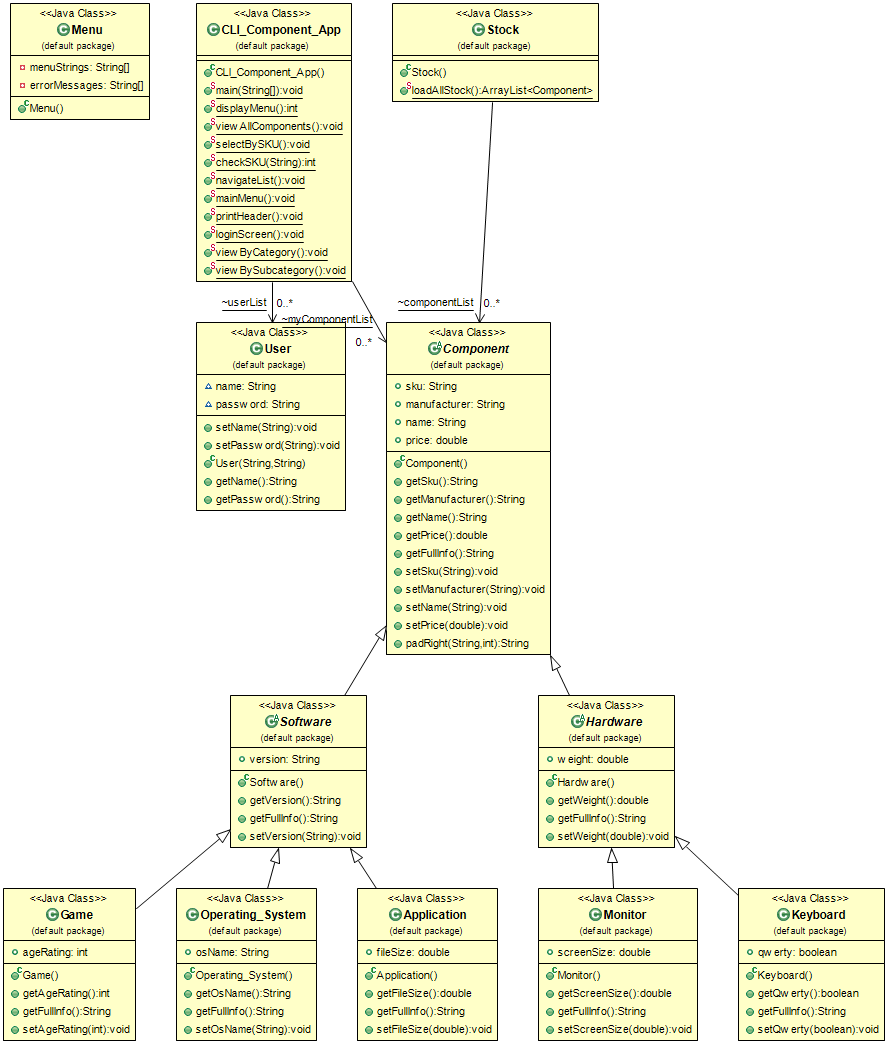 <<Java Class>>
Menu
(default package)
menuStrings: String[]
errorMessages: String[]
Menu()
<<Java Class>>
CLI_Component_App
(default package)
CLI_Component_App()
main(String[]):void
displayMenu():int
viewAllComponents():void
selectBySKU():void
checkSKU(String):int
navigateList():void
mainMenu():void
printHeader():void
loginScreen():void
viewByCategory():void
viewBySubcategory():void
<<Java Class>>
Stock
(default package)
Stock()
loadAllStock():ArrayList<Component>
~userList 0..*
~myComponentList
0..*
~componentList 0..*
<<Java Class>>
User
(default package)
name: String
password: String
setName(String):void
setPassword(String):void
User(String,String)
getName():String
getPassword():String
<<Java Class>>
Component
(default package)
sku: String
manufacturer: String
name: String
price: double
Component()
getSku():String
getManufacturer():String
getName():String
getPrice():double
getFullInfo():String
setSku(String):void
setManufacturer(String):void
setName(String):void
setPrice(double):void
padRight(String,int):String
<<Java Class>>
Software
(default package)
version: String
Software()
getVersion():String
getFullInfo():String
setVersion(String):void
<<Java Class>>
Hardware
(default package)
weight: double
Hardware()
getWeight():double
getFullInfo():String
setWeight(double):void
<<Java Class>>
Game
(default package)
ageRating: int
Game()
getAgeRating():int
getFullInfo():String
setAgeRating(int):void
<<Java Class>>
Operating_System
(default package)
osName: String
Operating_System()
getOsName():String
getFullInfo():String
setOsName(String):void
<<Java Class>>
Application
(default package)
fileSize: double
Application()
getFileSize():double
getFullInfo():String
setFileSize(double):void
<<Java Class>>
Monitor
(default package)
screenSize: double
Monitor()
getScreenSize():double
getFullInfo():String
setScreenSize(double):void
<<Java Class>>
Keyboard
(default package)
qwerty: boolean
Keyboard()
getQwerty():boolean
getFullInfo():String
setQwerty(boolean):void